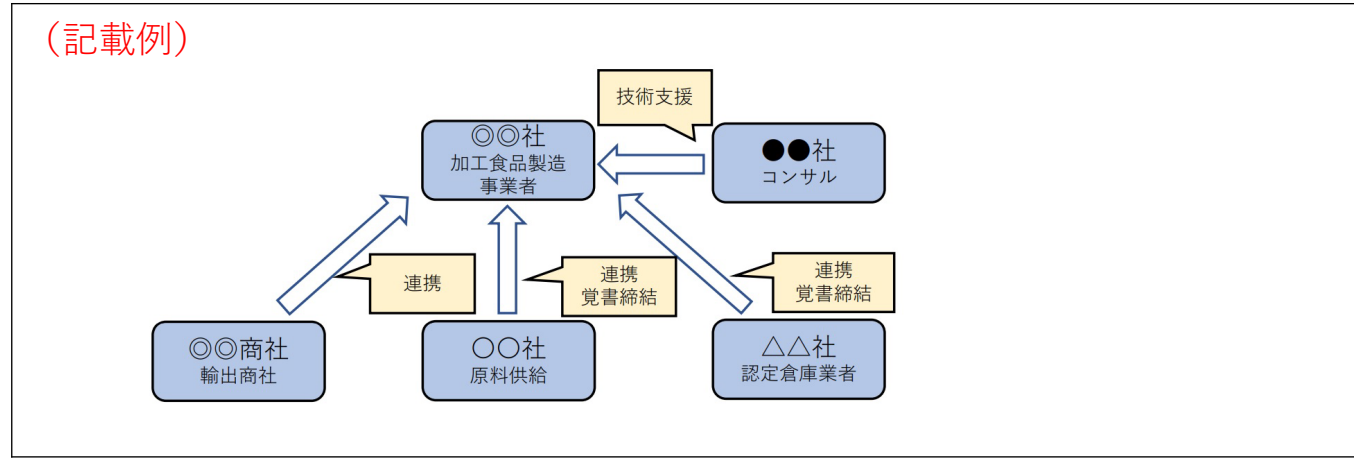 （記載例）
技術支援
◎◎社
加工食品製造
事業者
●●社
コンサル
連携
連携
覚書締結
連携
覚書締結
◎◎商社
輸出商社
〇〇社
原料供給
△△社
認定倉庫業者